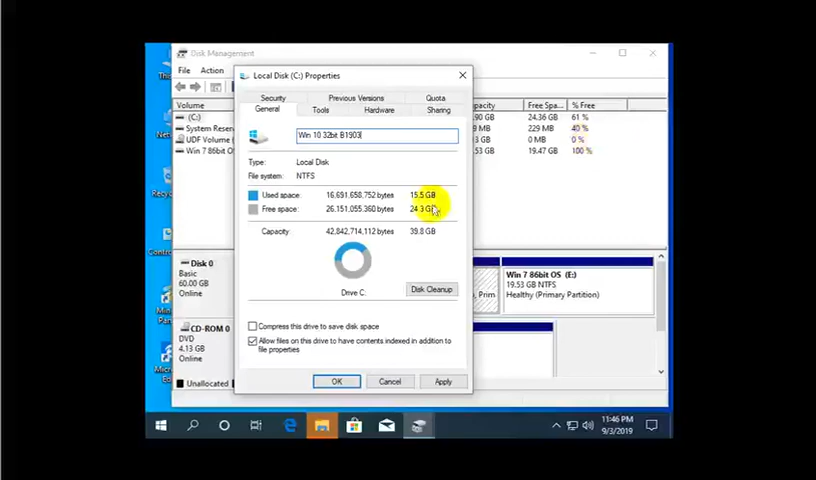 Disk Management
File Action
Local Disk (C:) Properties
Security Previous Versions Quota
General Tools Hardware Sharing
Win 10 32bit B1903
Type: Local Disk
File system: NTFS
Used space: 16,691,658,752 bytes 15.5 GB
Free space: 26,151,055,360 bytes 24.3 GB
Capacity: 42,842,714,112 bytes 39.8 GB
Drive C: Disk Cleanup
Compress this drive to save disk space
Allow files on this drive to have contents indexed in addition to
file properties
OK Cancel Apply
Volume Free Spa... % Free
(C:) 24.36 GB 61 %
System Reserv 229 MB 40 %
UDF Volume ( 0 MB 0 %
Win 7 86bit OS 19.47 GB 100 %
Disk 0
Basic
60.00 GB
Online
Prim
Win 7 86bit OS (E:)
19.53 GB NTFS
Healthy (Primary Partition)
CD-ROM 0
DVD
4.13 GB
Online
Unallocated
11:46 PM
9/3/2019